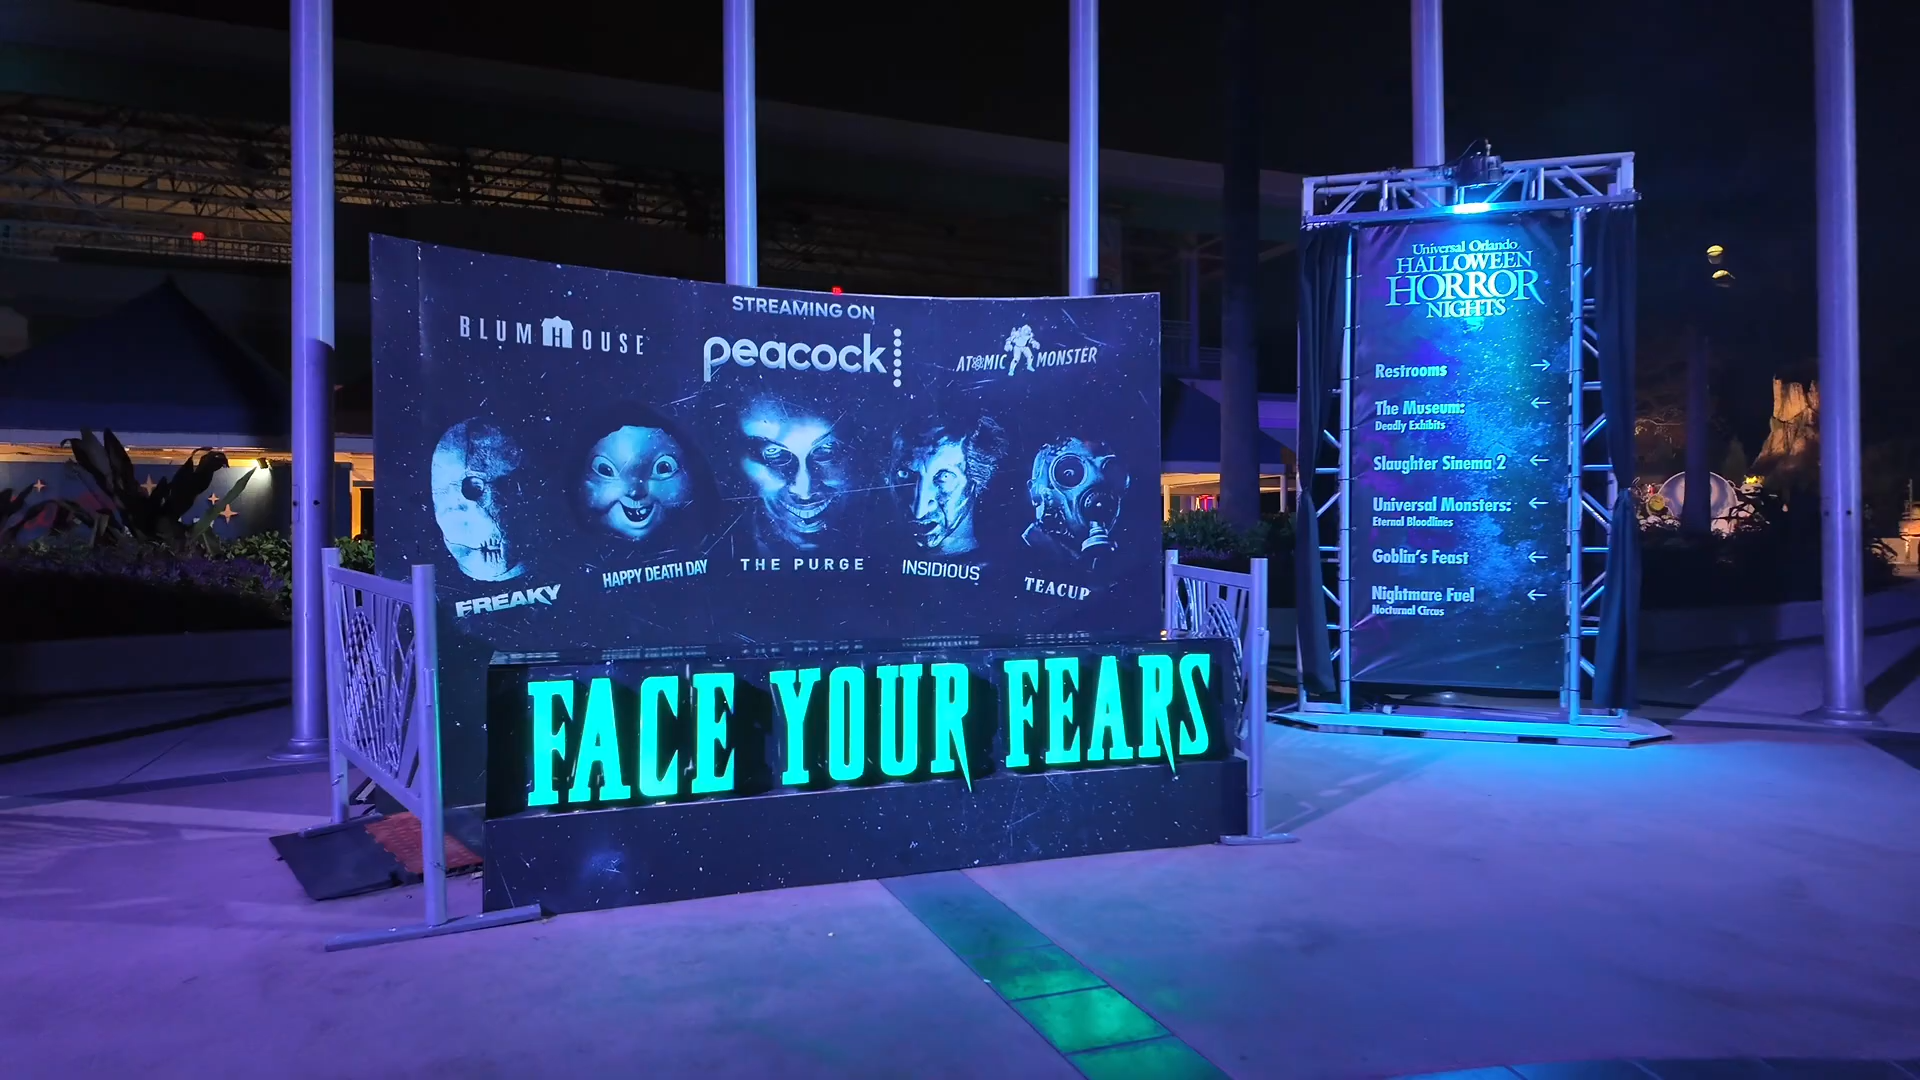 STREAMING ON
BLUMHOUSE
peacock
ATOMIC MONSTER
FREAKY
HAPPY DEATH DAY
THE PURGE
INSIDIOUS
TEACUP
FACE YOUR FEARS
Universal Orlando
HALLOWEEN
HORROR
NIGHTS
Restrooms →
The Museum: ←
Deadly Exhibits
Slaughter Sinema 2 ←
Universal Monsters: ←
Eternal Bloodlines
Goblin's Feast ←
Nightmare Fuel ←
Nocturnal Circus